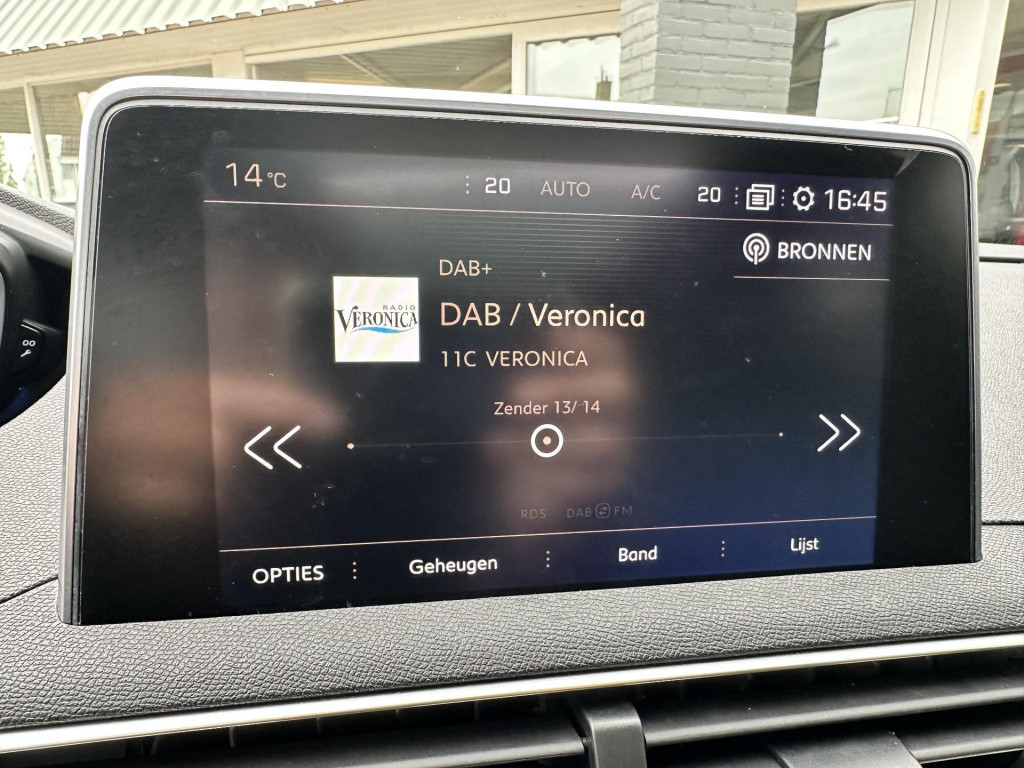 14°C 20 AUTO A/C 20 16:45
BRONNEN
DAB+
RADIO
VERONICA
DAB / Veronica
11C VERONICA
Zender 13/14
RDS DAB FM
OPTIES Geheugen Band Lijst